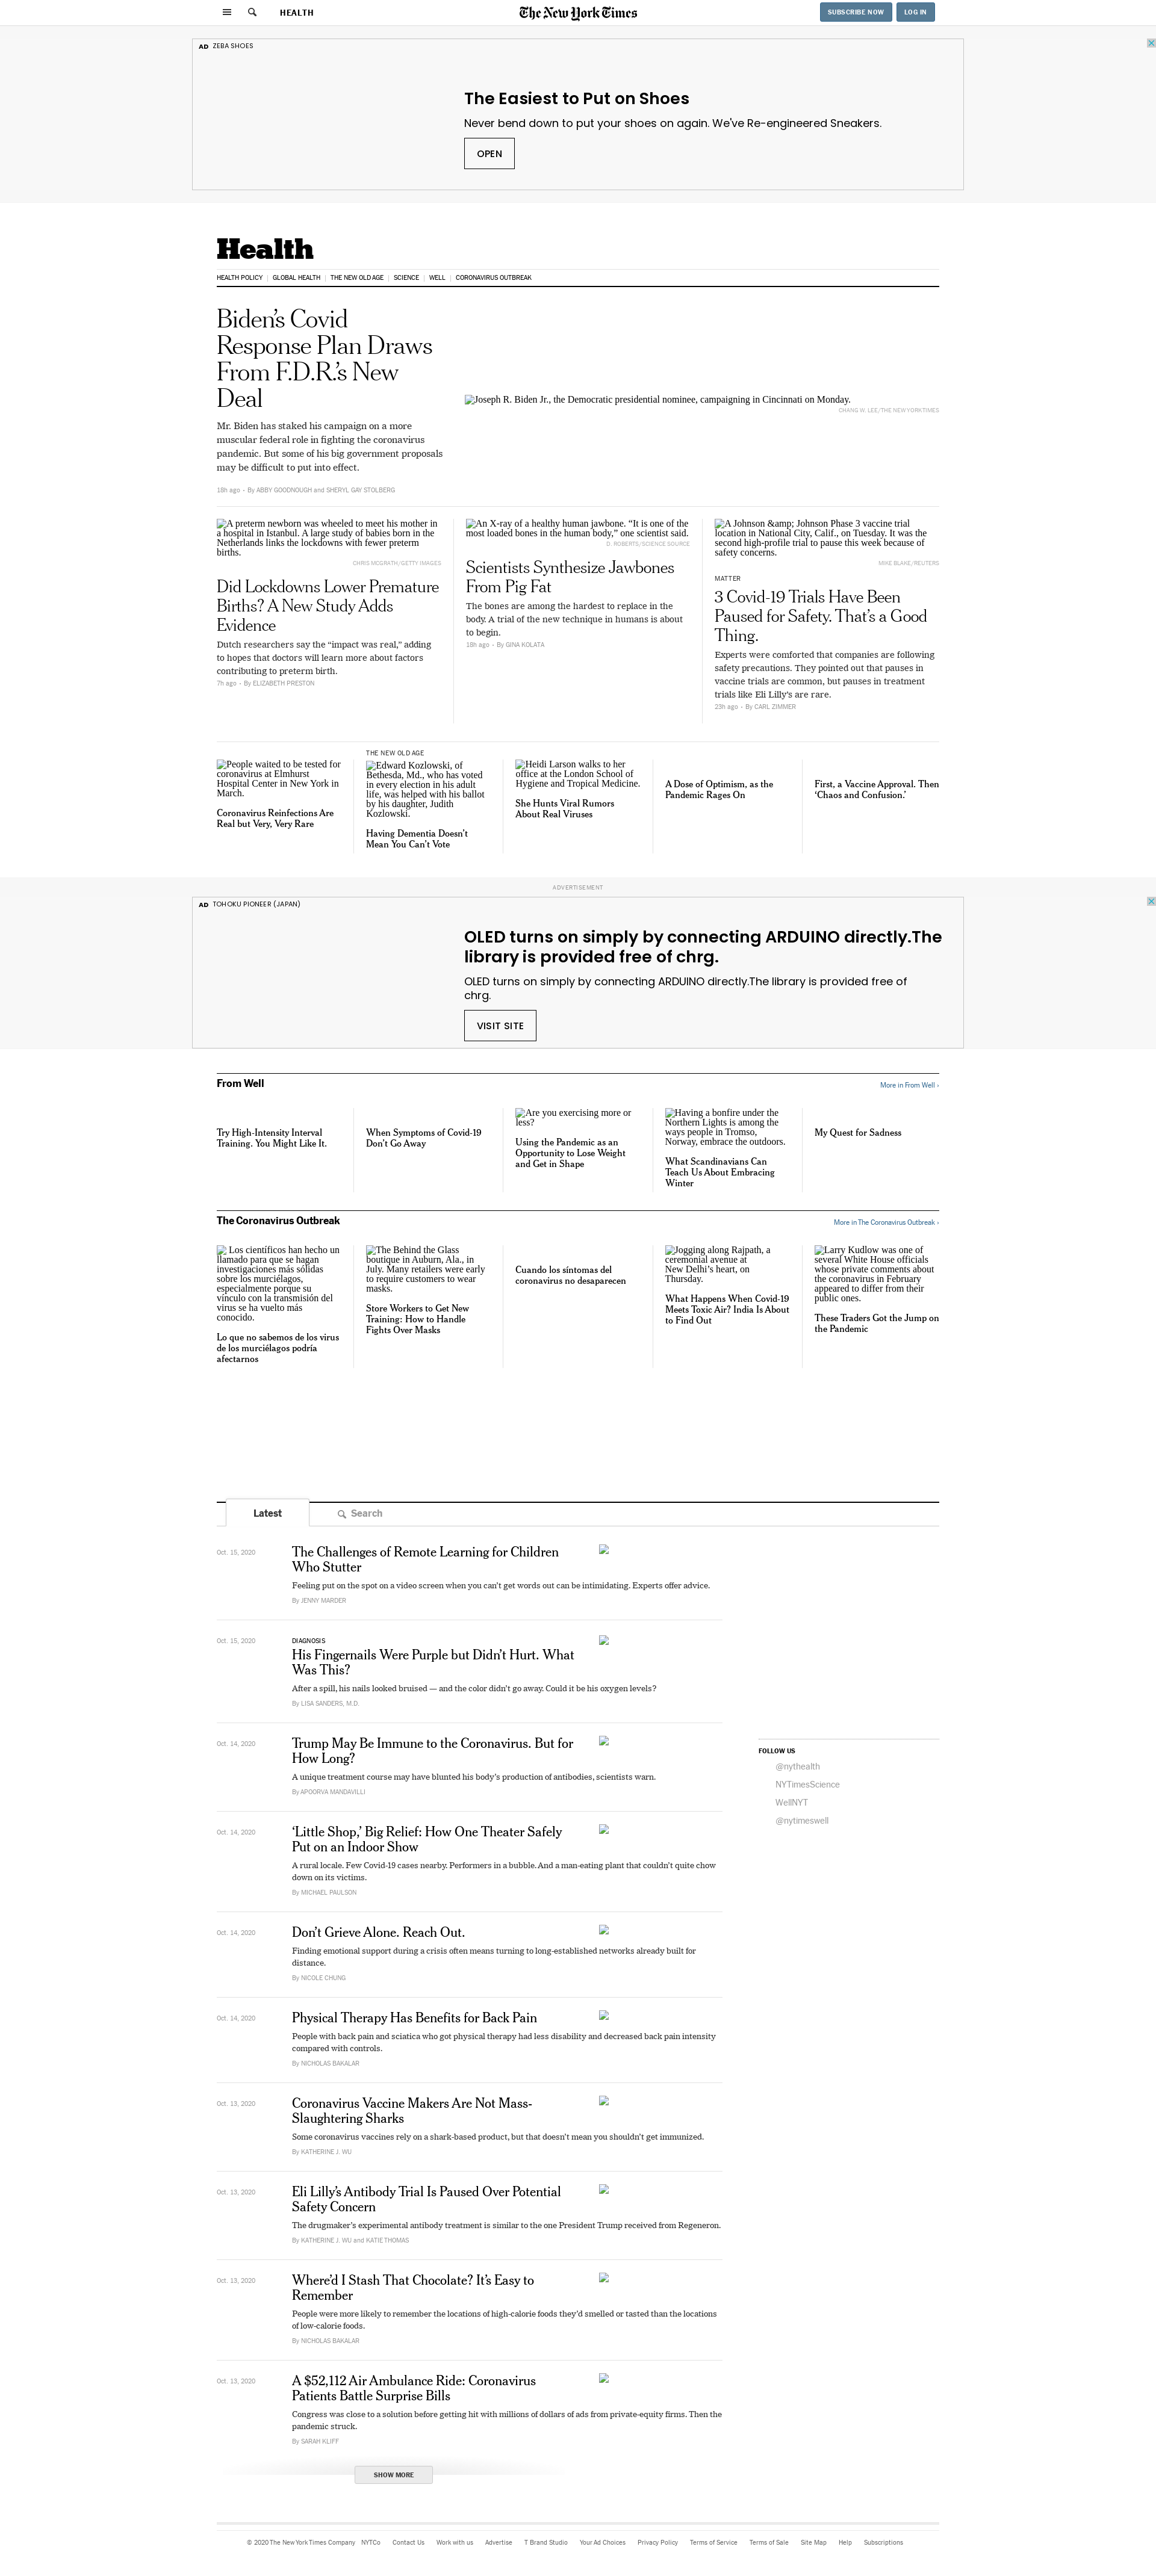 HEALTH
The New York Times
SUBSCRIBE NOW
LOG IN
AD ZEBA SHOES
The Easiest to Put on Shoes
Never bend down to put your shoes on again. We've Re-engineered Sneakers.
OPEN
Health
HEALTH POLICY
GLOBAL HEALTH
THE NEW OLD AGE
SCIENCE
WELL
CORONAVIRUS OUTBREAK
Biden’s Covid
Response Plan Draws
From F.D.R.’s New
Deal
Mr. Biden has staked his campaign on a more
muscular federal role in fighting the coronavirus
pandemic. But some of his big government proposals
may be difficult to put into effect.
18h ago • By ABBY GOODNOUGH and SHERYL GAY STOLBERG
Joseph R. Biden Jr., the Democratic presidential nominee, campaigning in Cincinnati on Monday.
CHANG W. LEE/THE NEW YORK TIMES
A preterm newborn was wheeled to meet his mother in
a hospital in Istanbul. A large study of babies born in the
Netherlands links the lockdowns with fewer preterm
births.
CHRIS MCGRATH/GETTY IMAGES
Did Lockdowns Lower Premature
Births? A New Study Adds
Evidence
Dutch researchers say the “impact was real,” adding
to hopes that doctors will learn more about factors
contributing to preterm birth.
7h ago • By ELIZABETH PRESTON
An X-ray of a healthy human jawbone. “It is one of the
most loaded bones in the human body,” one scientist said.
D. ROBERTS/SCIENCE SOURCE
Scientists Synthesize Jawbones
From Pig Fat
The bones are among the hardest to replace in the
body. A trial of the new technique in humans is about
to begin.
18h ago • By GINA KOLATA
A Johnson &amp; Johnson Phase 3 vaccine trial
location in National City, Calif., on Tuesday. It was the
second high-profile trial to pause this week because of
safety concerns.
MIKE BLAKE/REUTERS
MATTER
3 Covid-19 Trials Have Been
Paused for Safety. That’s a Good
Thing.
Experts were comforted that companies are following
safety precautions. They pointed out that pauses in
vaccine trials are common, but pauses in treatment
trials like Eli Lilly’s are rare.
23h ago • By CARL ZIMMER
People waited to be tested for
coronavirus at Elmhurst
Hospital Center in New York in
March.
Coronavirus Reinfections Are
Real but Very, Very Rare
THE NEW OLD AGE
Edward Kozlowski, of
Bethesda, Md., who has voted
in every election in his adult
life, was helped with his ballot
by his daughter, Judith
Kozlowski.
Having Dementia Doesn’t
Mean You Can’t Vote
Heidi Larson walks to her
office at the London School of
Hygiene and Tropical Medicine.
She Hunts Viral Rumors
About Real Viruses
A Dose of Optimism, as the
Pandemic Rages On
First, a Vaccine Approval. Then
‘Chaos and Confusion.’
ADVERTISEMENT
AD TOHOKU PIONEER (JAPAN)
OLED turns on simply by connecting ARDUINO directly.The
library is provided free of chrg.
OLED turns on simply by connecting ARDUINO directly.The library is provided free of
chrg.
VISIT SITE
From Well
More in From Well ›
Try High-Intensity Interval
Training. You Might Like It.
When Symptoms of Covid-19
Don’t Go Away
Are you exercising more or
less?
Using the Pandemic as an
Opportunity to Lose Weight
and Get in Shape
Having a bonfire under the
Northern Lights is among the
ways people in Tromso,
Norway, embrace the outdoors.
What Scandinavians Can
Teach Us About Embracing
Winter
My Quest for Sadness
The Coronavirus Outbreak
More in The Coronavirus Outbreak ›
Los científicos han hecho un
llamado para que se hagan
investigaciones más sólidas
sobre los murciélagos,
especialmente porque su
vínculo con la transmisión del
virus se ha vuelto más
conocido.
Lo que no sabemos de los virus
de los murciélagos podría
afectarnos
The Behind the Glass
boutique in Auburn, Ala., in
July. Many retailers were early
to require customers to wear
masks.
Store Workers to Get New
Training: How to Handle
Fights Over Masks
Cuando los síntomas del
coronavirus no desaparecen
Jogging along Rajpath, a
ceremonial avenue at
New Delhi’s heart, on
Thursday.
What Happens When Covid-19
Meets Toxic Air? India Is About
to Find Out
Larry Kudlow was one of
several White House officials
whose private comments about
the coronavirus in February
appeared to differ from their
public ones.
These Traders Got the Jump on
the Pandemic
Latest
Search
Oct. 15, 2020
The Challenges of Remote Learning for Children
Who Stutter
Feeling put on the spot on a video screen when you can’t get words out can be intimidating. Experts offer advice.
By JENNY MARDER
Oct. 15, 2020
DIAGNOSIS
His Fingernails Were Purple but Didn’t Hurt. What
Was This?
After a spill, his nails looked bruised — and the color didn’t go away. Could it be his oxygen levels?
By LISA SANDERS, M.D.
Oct. 14, 2020
Trump May Be Immune to the Coronavirus. But for
How Long?
A unique treatment course may have blunted his body’s production of antibodies, scientists warn.
By APOORVA MANDAVILLI
FOLLOW US
@nythealth
NYTimesScience
WellNYT
@nytimeswell
Oct. 14, 2020
‘Little Shop,’ Big Relief: How One Theater Safely
Put on an Indoor Show
A rural locale. Few Covid-19 cases nearby. Performers in a bubble. And a man-eating plant that couldn’t quite chow
down on its victims.
By MICHAEL PAULSON
Oct. 14, 2020
Don’t Grieve Alone. Reach Out.
Finding emotional support during a crisis often means turning to long-established networks already built for
distance.
By NICOLE CHUNG
Oct. 14, 2020
Physical Therapy Has Benefits for Back Pain
People with back pain and sciatica who got physical therapy had less disability and decreased back pain intensity
compared with controls.
By NICHOLAS BAKALAR
Oct. 13, 2020
Coronavirus Vaccine Makers Are Not Mass-
Slaughtering Sharks
Some coronavirus vaccines rely on a shark-based product, but that doesn’t mean you shouldn’t get immunized.
By KATHERINE J. WU
Oct. 13, 2020
Eli Lilly’s Antibody Trial Is Paused Over Potential
Safety Concern
The drugmaker’s experimental antibody treatment is similar to the one President Trump received from Regeneron.
By KATHERINE J. WU and KATIE THOMAS
Oct. 13, 2020
Where’d I Stash That Chocolate? It’s Easy to
Remember
People were more likely to remember the locations of high-calorie foods they’d smelled or tasted than the locations
of low-calorie foods.
By NICHOLAS BAKALAR
Oct. 13, 2020
A $52,112 Air Ambulance Ride: Coronavirus
Patients Battle Surprise Bills
Congress was close to a solution before getting hit with millions of dollars of ads from private-equity firms. Then the
pandemic struck.
By SARAH KLIFF
SHOW MORE
© 2020 The New York Times Company
NYTCo
Contact Us
Work with us
Advertise
T Brand Studio
Your Ad Choices
Privacy Policy
Terms of Service
Terms of Sale
Site Map
Help
Subscriptions